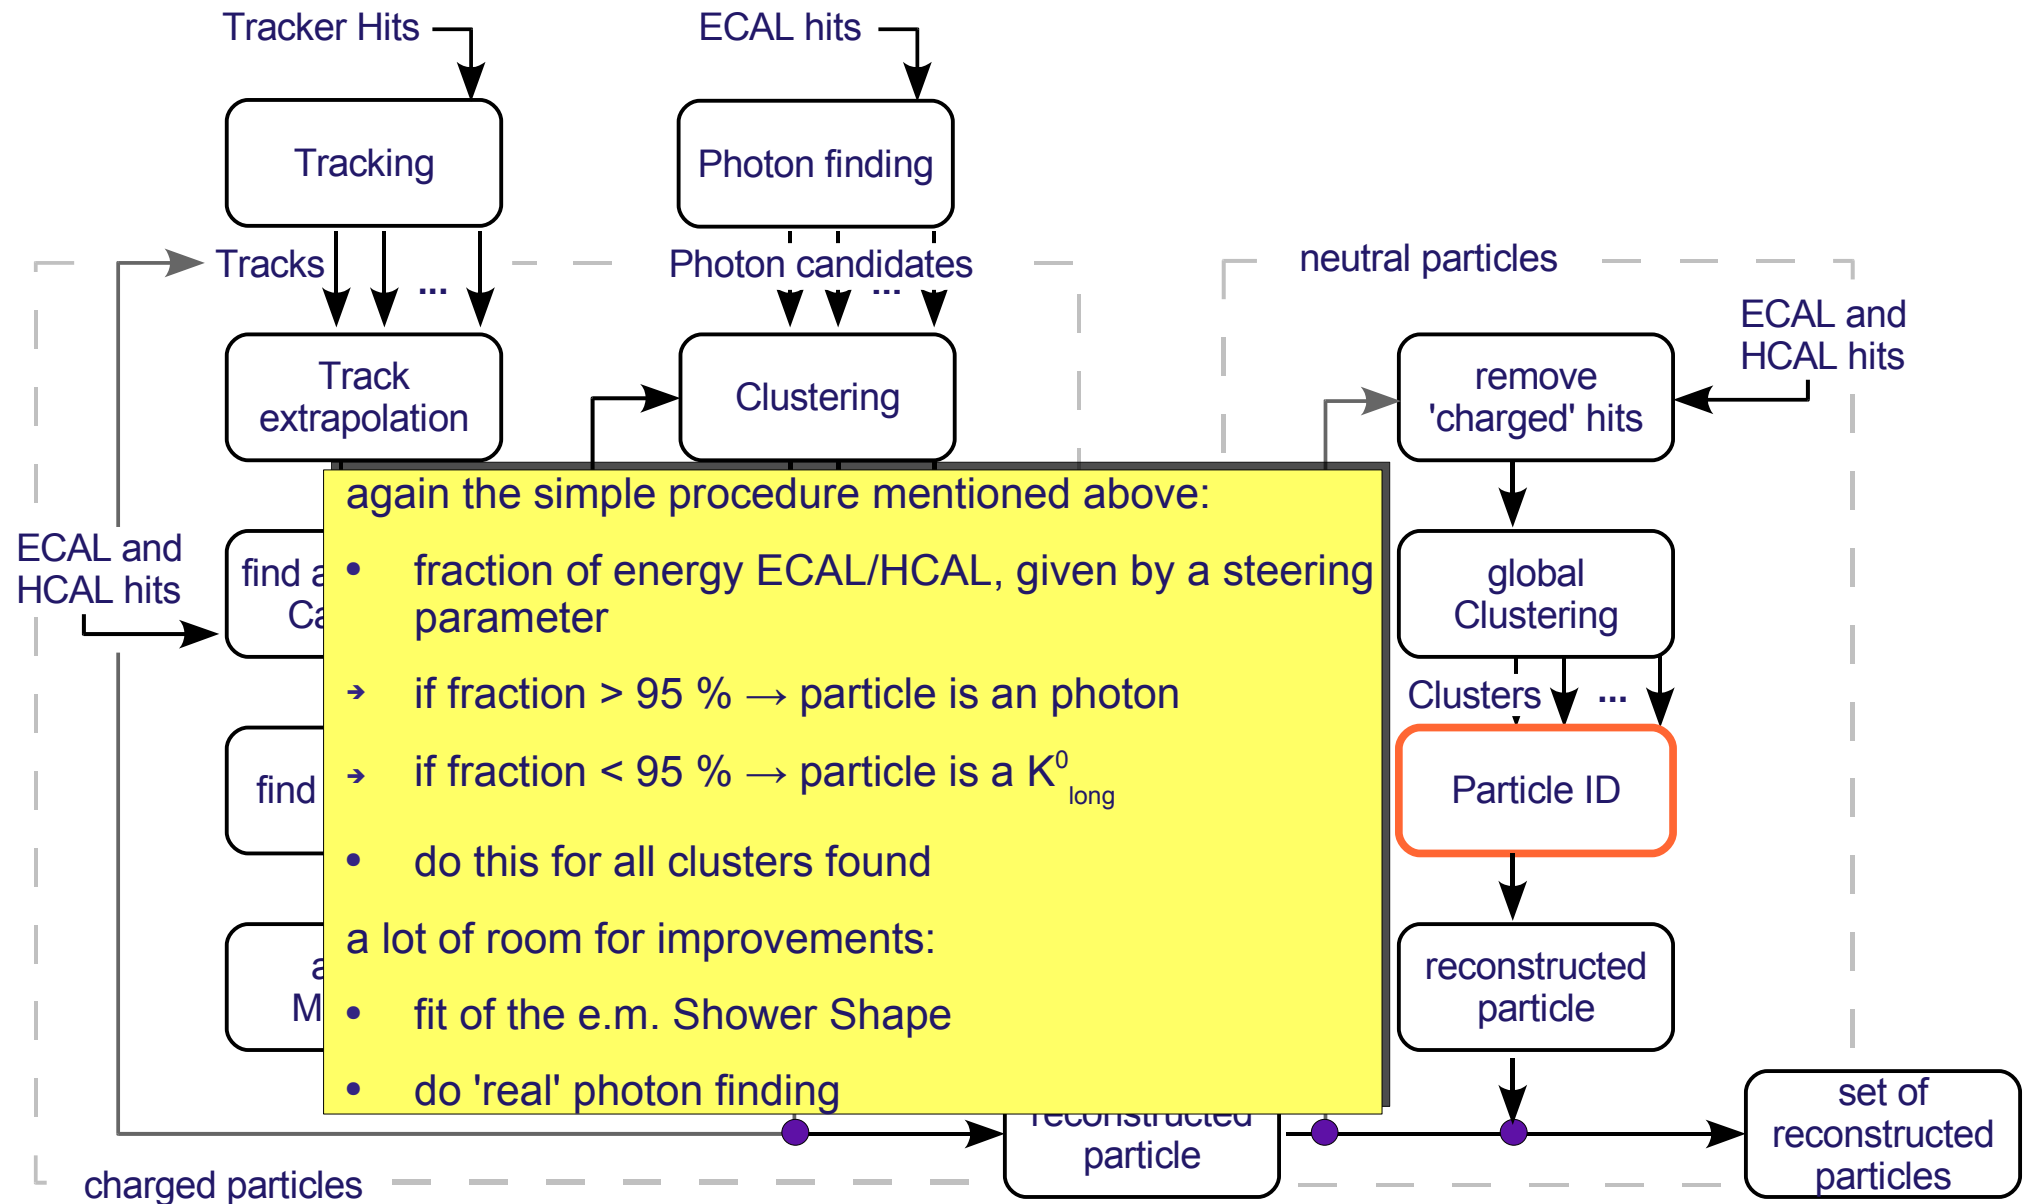 Tracker Hits
ECAL hits
Tracking
Photon finding
Tracks
...
Photon candidates
...
neutral particles
ECAL and
HCAL hits
Track
extrapolation
Clustering
remove
'charged' hits
ECAL and
HCAL hits
find
find
again the simple procedure mentioned above:
• fraction of energy ECAL/HCAL, given by a steering
parameter
➔ if fraction > 95 % → particle is an photon
➔ if fraction < 95 % → particle is a K⁰long
• do this for all clusters found
a lot of room for improvements:
• fit of the e.m. Shower Shape
• do 'real' photon finding
global
Clustering
Clusters
...
Particle ID
reconstructed
particle
reconstructed
particle
set of
reconstructed
particles
charged particles